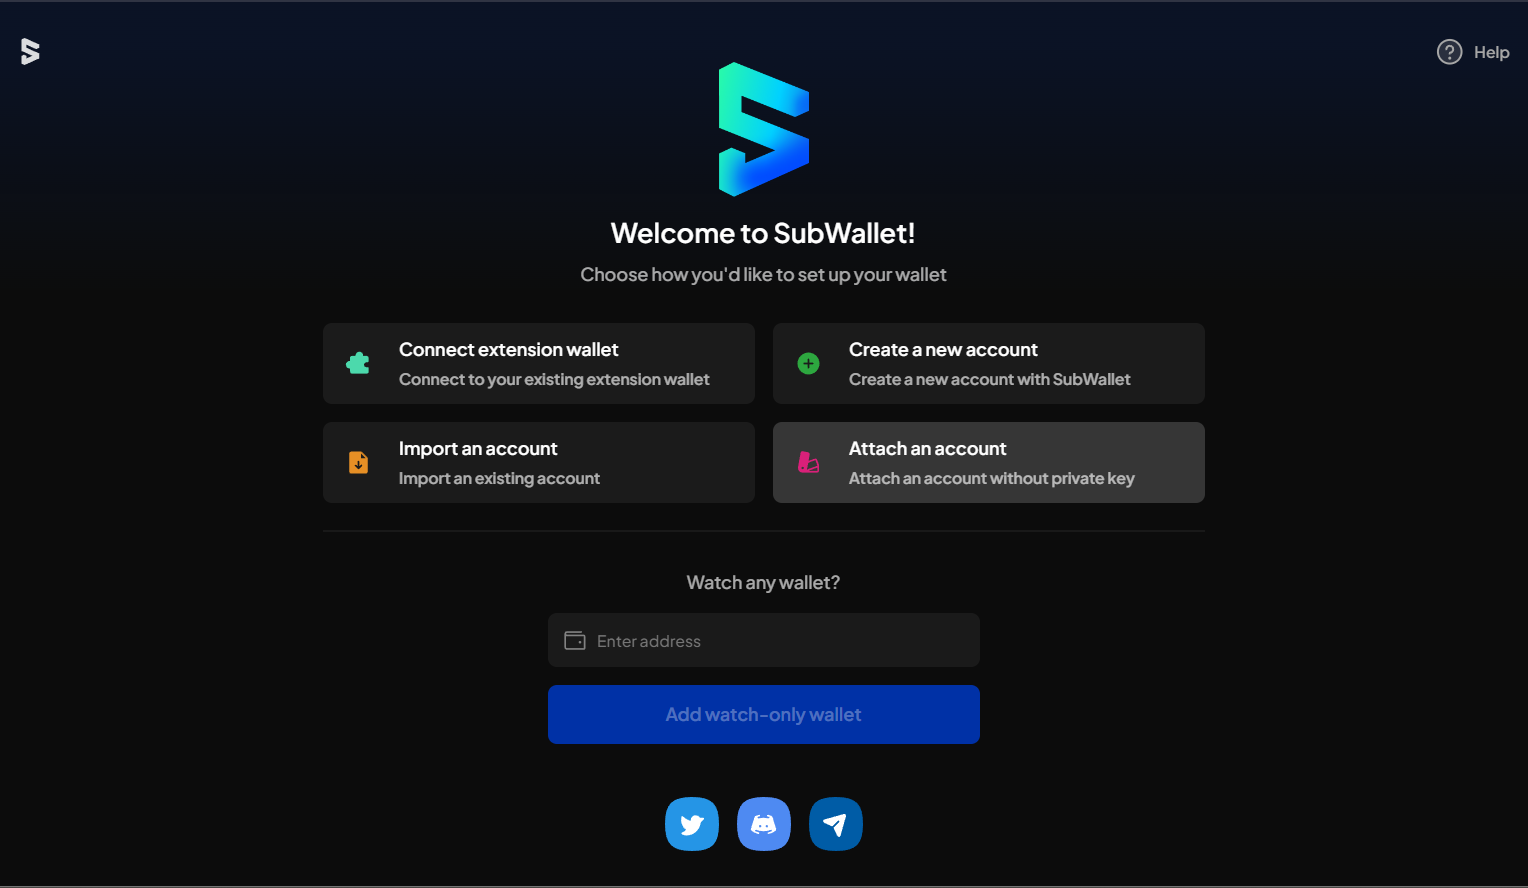 Help
Welcome to SubWallet!
Choose how you'd like to set up your wallet
Connect extension wallet
Connect to your existing extension wallet
Create a new account
Create a new account with SubWallet
Import an account
Import an existing account
Attach an account
Attach an account without private key
Watch any wallet?
Enter address
Add watch-only wallet